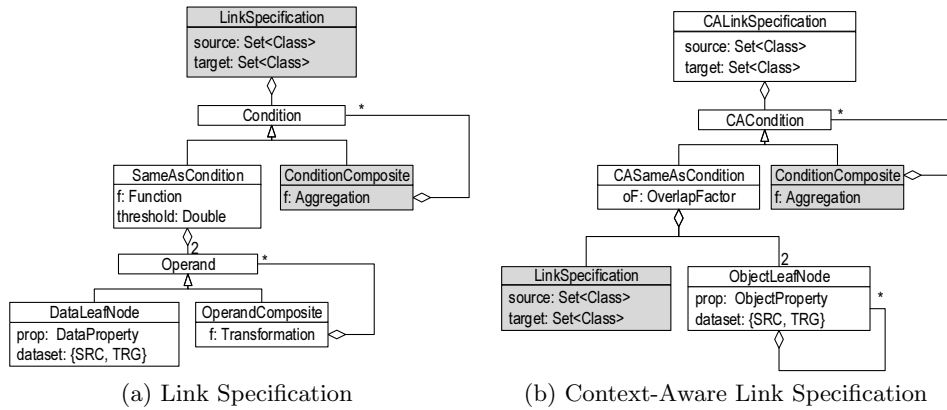 LinkSpecification
source: Set<Class>
target: Set<Class>
Condition
*
SameAsCondition
f: Function
threshold: Double
ConditionComposite
f: Aggregation
2
Operand
*
DataLeafNode
prop: DataProperty
dataset: {SRC, TRG}
OperandComposite
f: Transformation
(a) Link Specification
CALinkSpecification
source: Set<Class>
target: Set<Class>
CACondition
*
CASameAsCondition
oF: OverlapFactor
ConditionComposite
f: Aggregation
LinkSpecification
source: Set<Class>
target: Set<Class>
2
ObjectLeafNode
prop: ObjectProperty
dataset: {SRC, TRG}
*
(b) Context-Aware Link Specification